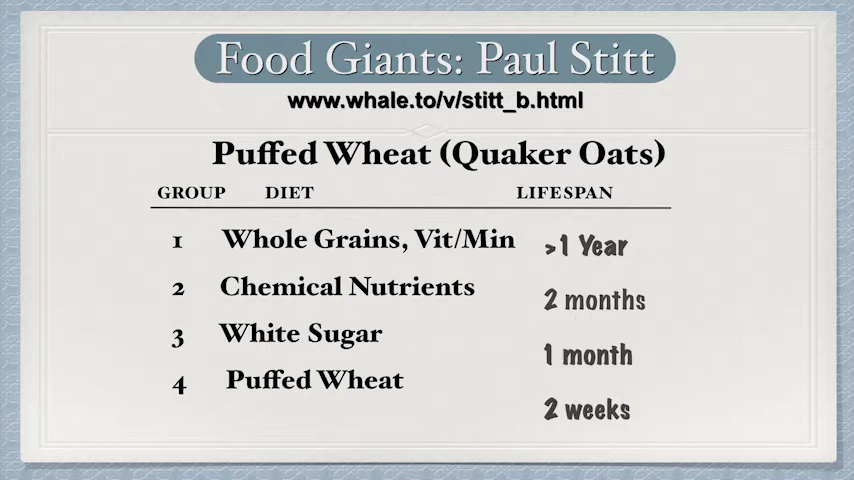 Food Giants: Paul Stitt
www.whale.to/v/stitt_b.html
Puffed Wheat (Quaker Oats)
GROUP DIET LIFESPAN
1 Whole Grains, Vit/Min >1 Year
2 Chemical Nutrients 2 months
3 White Sugar 1 month
4 Puffed Wheat 2 weeks